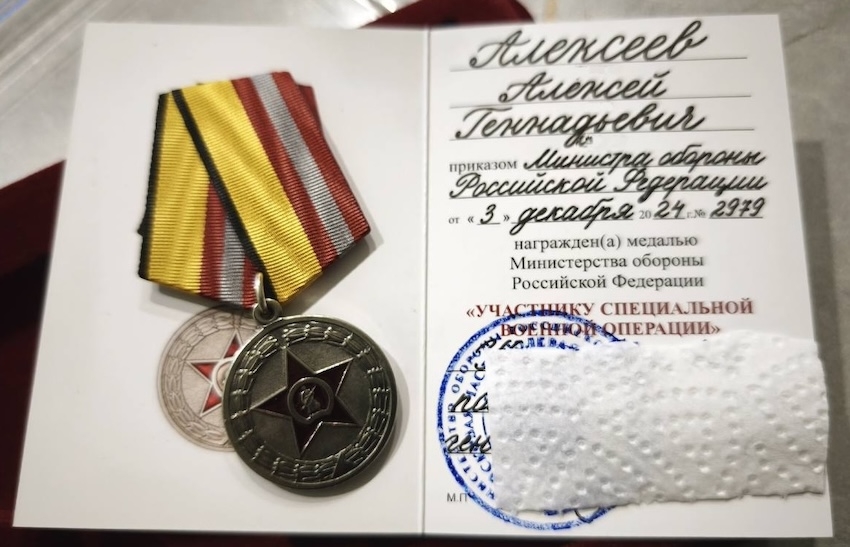 Алексеев
Алексей
Геннадьевич
приказом Министра обороны
Российской Федерации
от « 3 » декабря 2024 г. № 2979
награжден(а) медалью
Министерства обороны
Российской Федерации
«УЧАСТНИКУ СПЕЦИАЛЬНОЙ
ВОЕННОЙ ОПЕРАЦИИ»
М.П